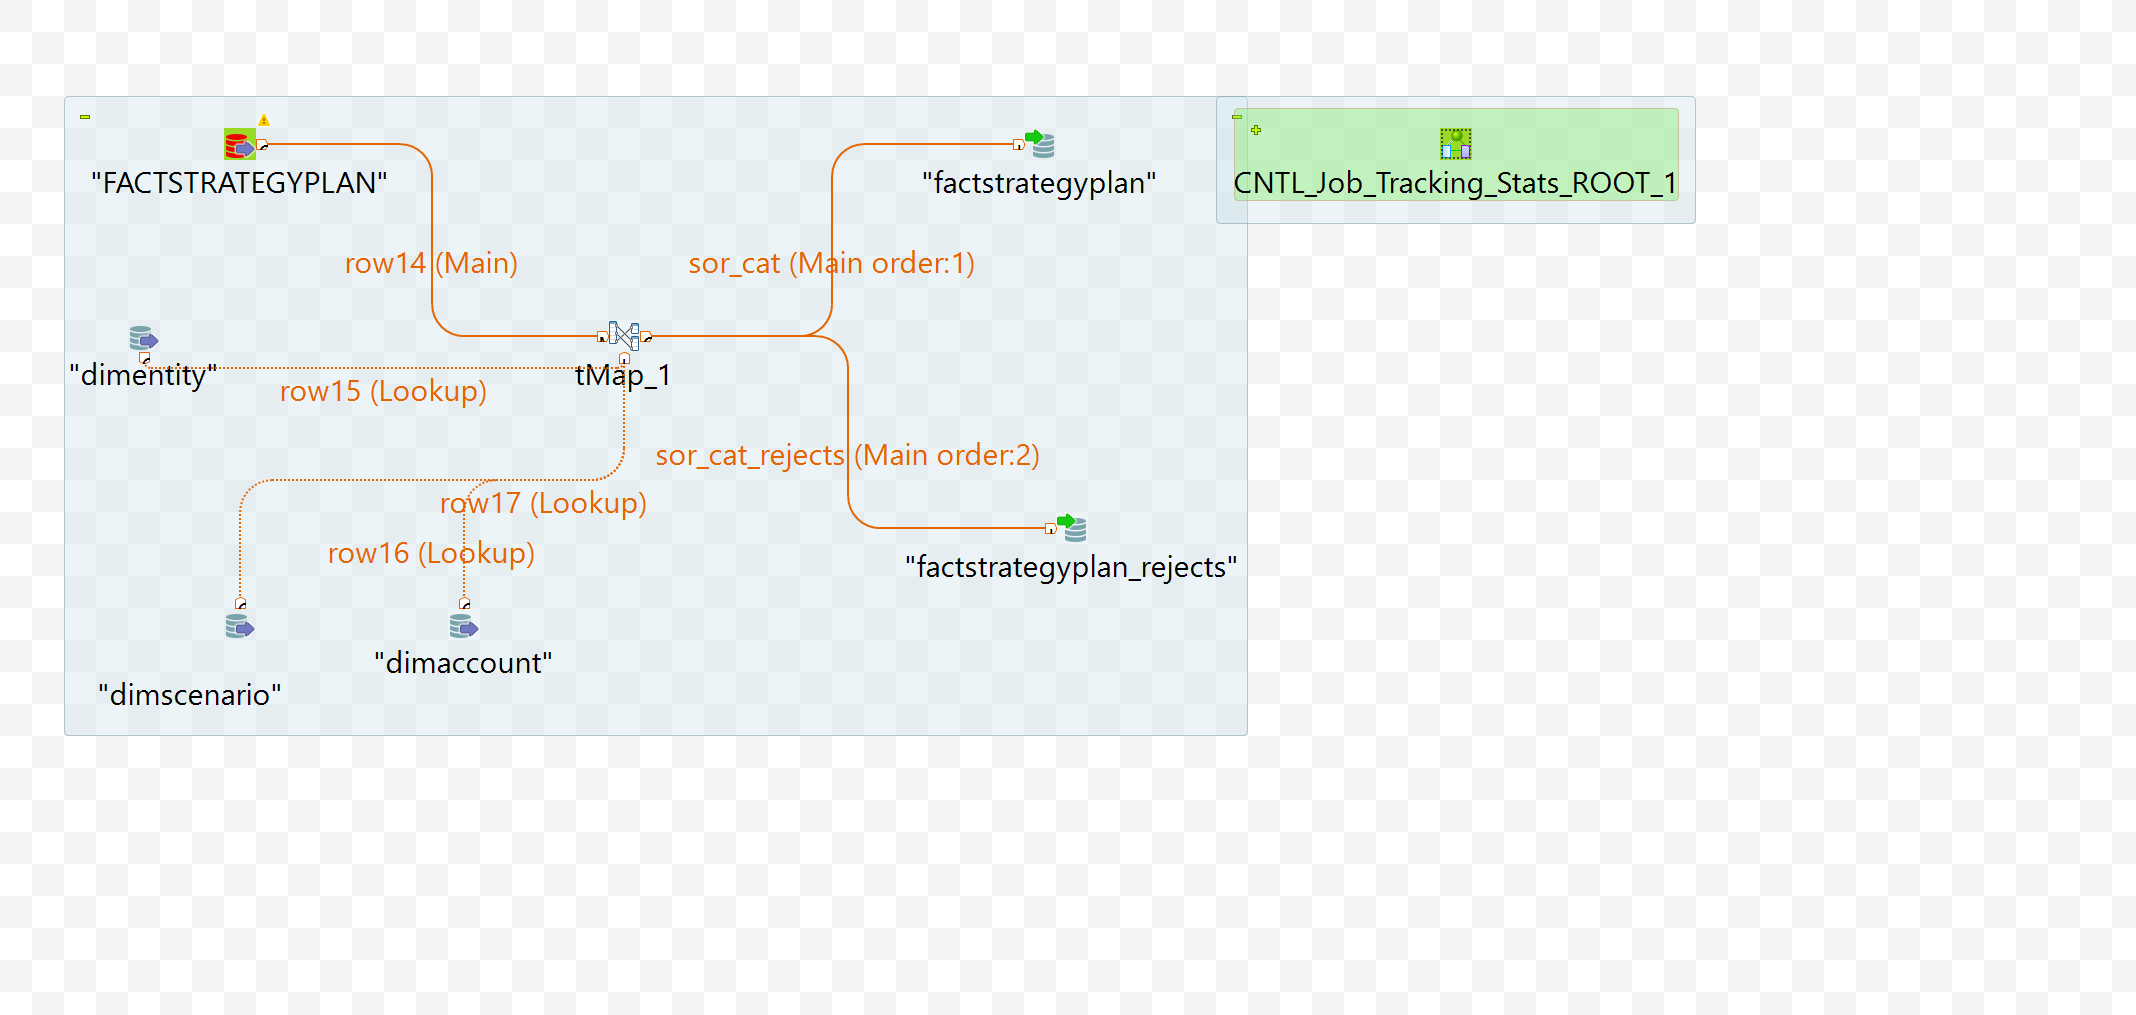 "FACTSTRATEGYPLAN"
"factstrategyplan"
CNTL_Job_Tracking_Stats_ROOT_1
row14 (Main)
sor_cat (Main order:1)
"dimentity"
tMap_1
row15 (Lookup)
sor_cat_rejects (Main order:2)
row17 (Lookup)
row16 (Lookup)
"factstrategyplan_rejects"
"dimaccount"
"dimscenario"